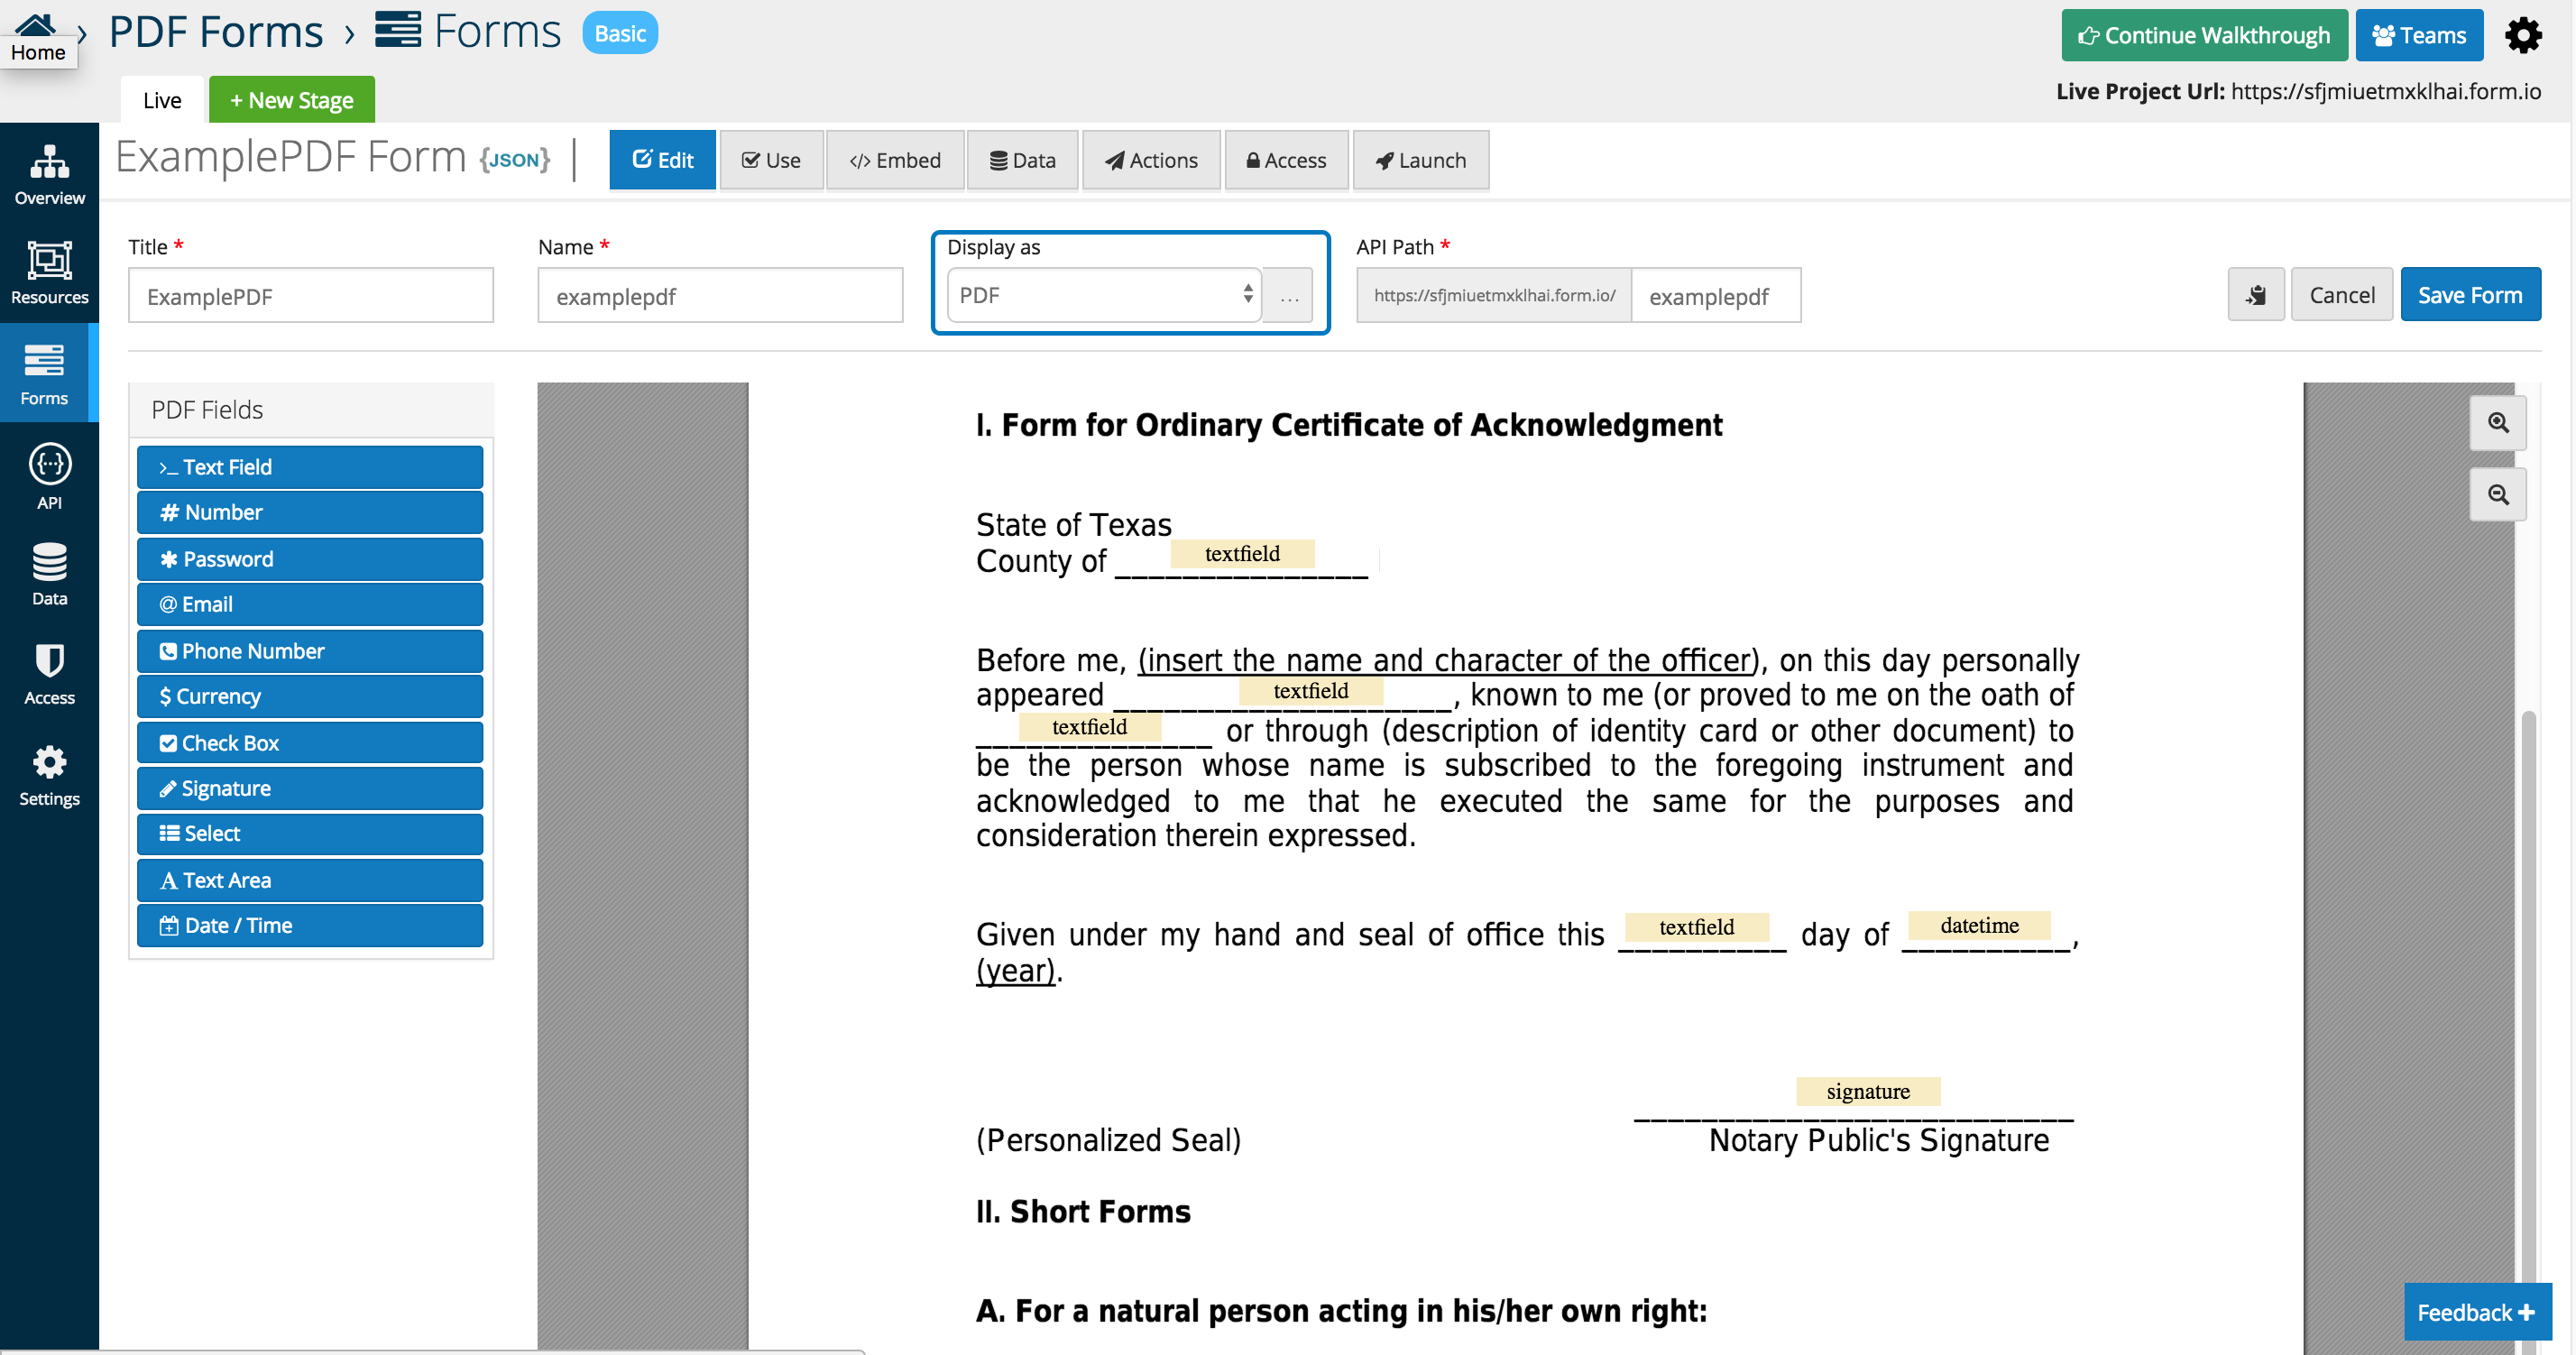 PDF Forms › Forms Basic
Home
Continue Walkthrough
Teams
Live
+ New Stage
Live Project Url: https://sfjmiuetmxklhai.form.io
Overview
Resources
Forms
API
Data
Access
Settings
ExamplePDF Form {JSON} |
Edit
Use
</> Embed
Data
Actions
Access
Launch
Title *
Name *
Display as
API Path *
ExamplePDF
examplepdf
PDF
...
https://sfjmiuetmxklhai.form.io/
examplepdf
Cancel
Save Form
PDF Fields
>_ Text Field
# Number
* Password
@ Email
Phone Number
$ Currency
Check Box
Signature
Select
A Text Area
Date / Time
I. Form for Ordinary Certificate of Acknowledgment
State of Texas
County of _______________ textfield
Before me, (insert the name and character of the officer), on this day personally
appeared ____________________ textfield, known to me (or proved to me on the oath of
______________ textfield or through (description of identity card or other document) to
be the person whose name is subscribed to the foregoing instrument and
acknowledged to me that he executed the same for the purposes and
consideration therein expressed.
Given under my hand and seal of office this __________ textfield day of __________ datetime,
(year).
signature
(Personalized Seal)
Notary Public's Signature
II. Short Forms
A. For a natural person acting in his/her own right:
Feedback +